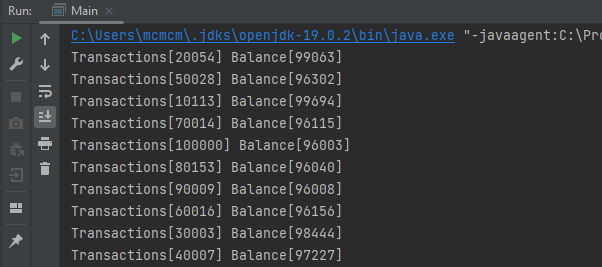 Run: Main
C:\Users\mcmcm\.jdks\openjdk-19.0.2\bin\java.exe "-javaagent:C:\Pro
Transactions[20054] Balance[99063]
Transactions[50028] Balance[96302]
Transactions[10113] Balance[99694]
Transactions[70014] Balance[96115]
Transactions[100000] Balance[96003]
Transactions[80153] Balance[96040]
Transactions[90009] Balance[96008]
Transactions[60016] Balance[96156]
Transactions[30003] Balance[98444]
Transactions[40007] Balance[97227]